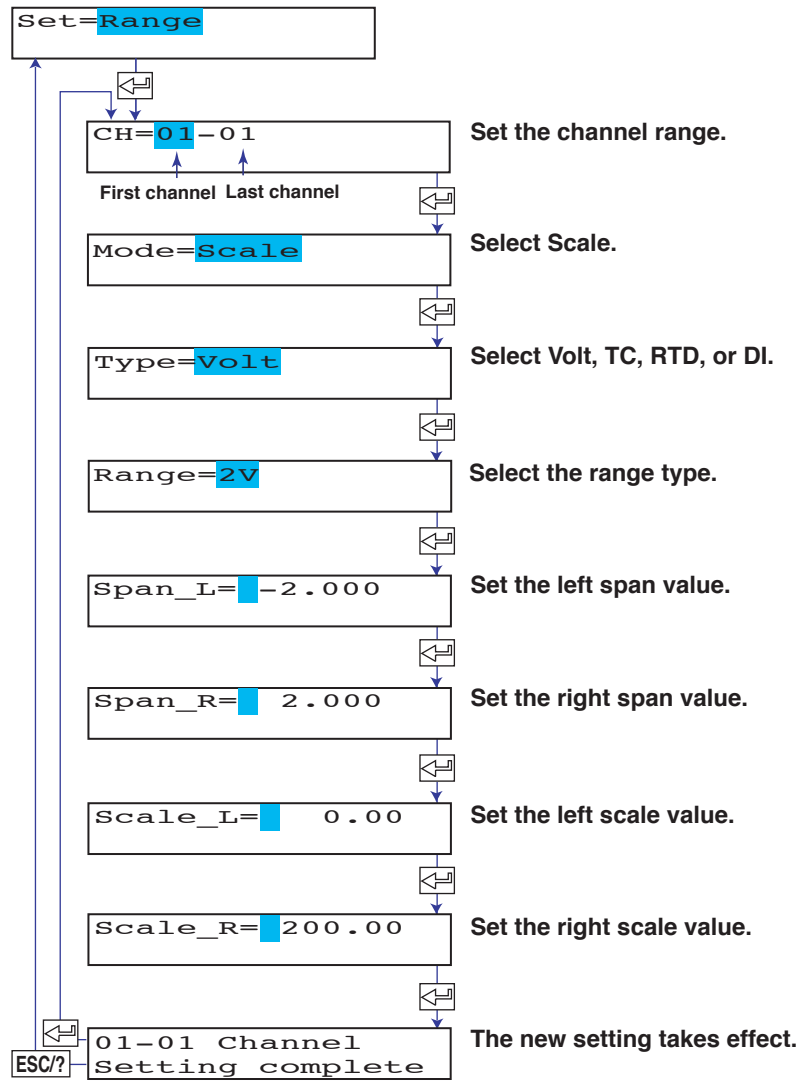 Set=Range
CH=01-01
Set the channel range.
First channel Last channel
Mode=Scale
Select Scale.
Type=Volt
Select Volt, TC, RTD, or DI.
Range=2V
Select the range type.
Span_L= -2.000
Set the left span value.
Span_R= 2.000
Set the right span value.
Scale_L= 0.00
Set the left scale value.
Scale_R= 200.00
Set the right scale value.
01-01 Channel
Setting complete
The new setting takes effect.
ESC/?